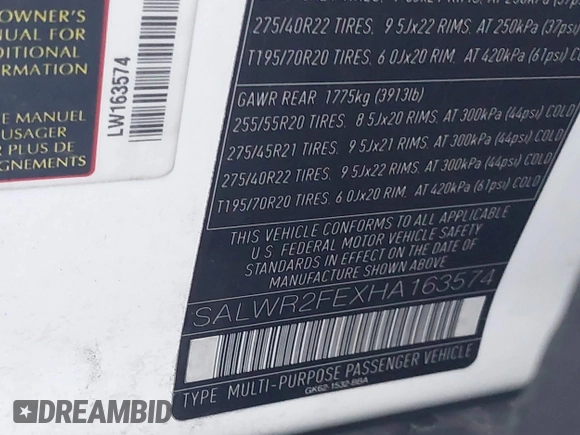 OWNER'S
MANUAL FOR
ADDITIONAL
INFORMATION
LE MANUEL
USAGER
PLUS DE
RENSEIGNEMENTS
LW163574
275/40R22 TIRES. 9 5Jx22 RIMS. AT 250kPa (37psi)
T195/70R20 TIRES. 6 0Jx20 RIM. AT 420kPa (61psi) COLD
GAWR REAR 1775kg (3913lb)
255/55R20 TIRES. 8 5Jx20 RIMS. AT 300kPa (44psi) COLD
275/45R21 TIRES. 9 5Jx21 RIMS. AT 300kPa (44psi) COLD
275/40R22 TIRES. 9 5Jx22 RIMS. AT 300kPa (44psi) COLD
T195/70R20 TIRES. 6 0Jx20 RIM. AT 420kPa (61psi) COLD
THIS VEHICLE CONFORMS TO ALL APPLICABLE
U S FEDERAL MOTOR VEHICLE SAFETY
STANDARDS IN EFFECT ON THE DATE OF
MANUFACTURE SHOWN ABOVE
SALWR2FEXHA163574
TYPE MULTI-PURPOSE PASSENGER VEHICLE
GK62-1532-BBA
DREAMBID